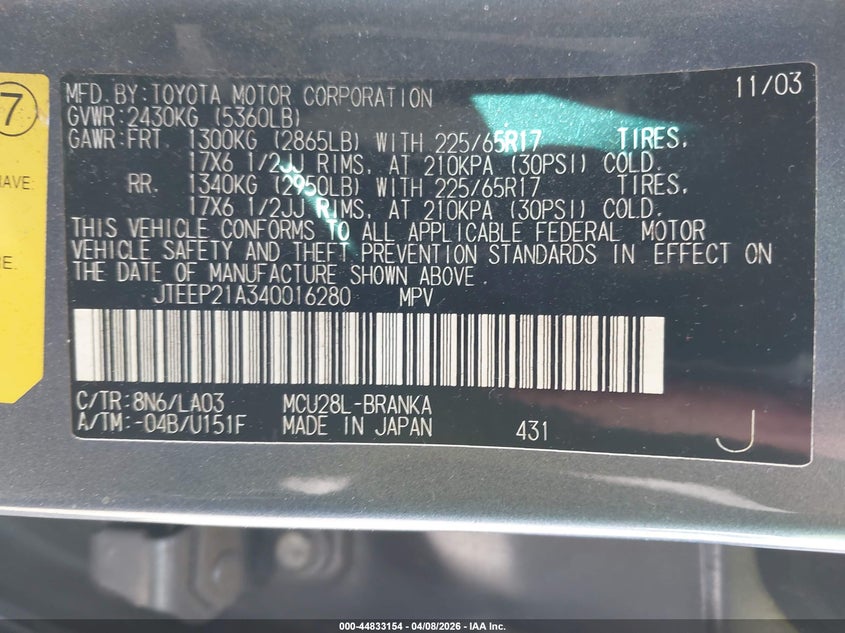 7
AVE:
E.
MFD.BY:TOYOTA MOTOR CORPORATION 11/03
GVWR:2430KG (5360LB)
GAWR:FRT 1300KG (2865LB) WITH 225/65R17 TIRES,
17X6 1/2JJ RIMS, AT 210KPA (30PSI) COLD.
RR. 1340KG (2950LB) WITH 225/65R17 TIRES,
17X6 1/2JJ RIMS, AT 210KPA (30PSI) COLD.
THIS VEHICLE CONFORMS TO ALL APPLICABLE FEDERAL MOTOR
VEHICLE SAFETY AND THEFT PREVENTION STANDARDS IN EFFECT ON
THE DATE OF MANUFACTURE SHOWN ABOVE.
JTEEP21A340016280 MPV
C/TR:8N6/LA03 MCU28L-BRANKA
A/TM:-04B/U151F MADE IN JAPAN 431 J
000-44833154 - 04/08/2026 - IAA Inc.